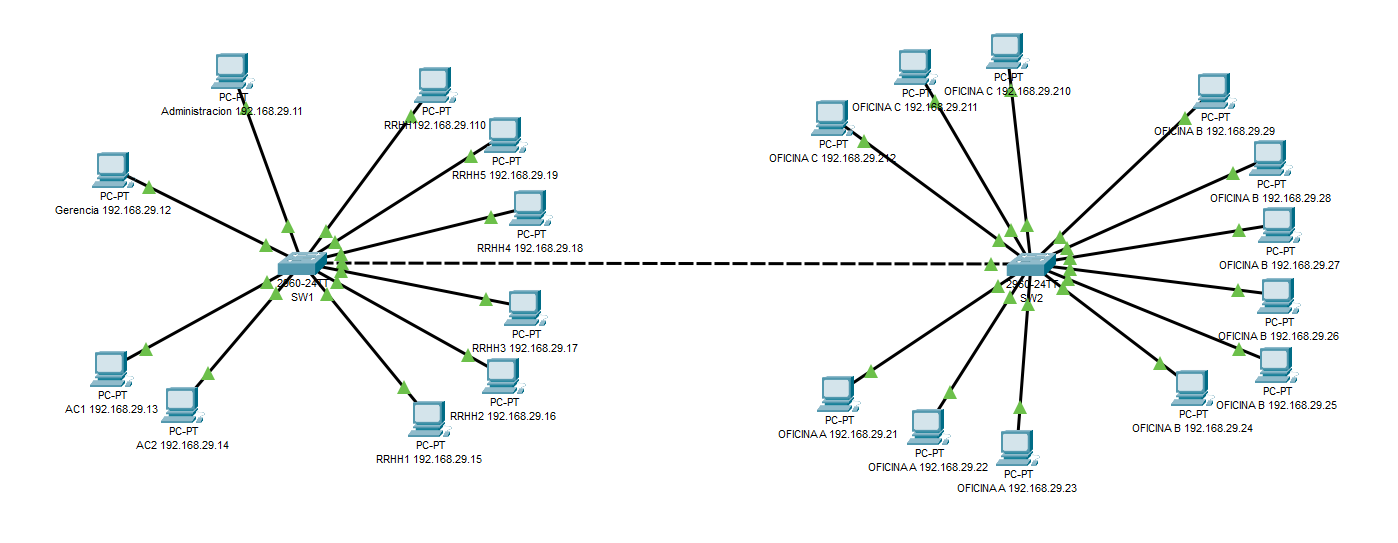 PC-PT
Administracion 192.168.29.11
PC-PT
RRHH192.168.29.110
PC-PT
RRHH5 192.168.29.19
PC-PT
Gerencia 192.168.29.12
PC-PT
RRHH4 192.168.29.18
2960-24TT
SW1
PC-PT
RRHH3 192.168.29.17
PC-PT
AC1 192.168.29.13
PC-PT
RRHH2 192.168.29.16
PC-PT
AC2 192.168.29.14
PC-PT
RRHH1 192.168.29.15
PC-PT
OFICINA C 192.168.29.210
PC-PT
OFICINA C 192.168.29.211
PC-PT
OFICINA B 192.168.29.29
PC-PT
OFICINA C 192.168.29.212
PC-PT
OFICINA B 192.168.29.28
PC-PT
OFICINA B 192.168.29.27
2960-24TT
SW2
PC-PT
OFICINA B 192.168.29.26
PC-PT
OFICINA B 192.168.29.25
PC-PT
OFICINA A 192.168.29.21
PC-PT
OFICINA B 192.168.29.24
PC-PT
OFICINA A 192.168.29.22
PC-PT
OFICINA A 192.168.29.23